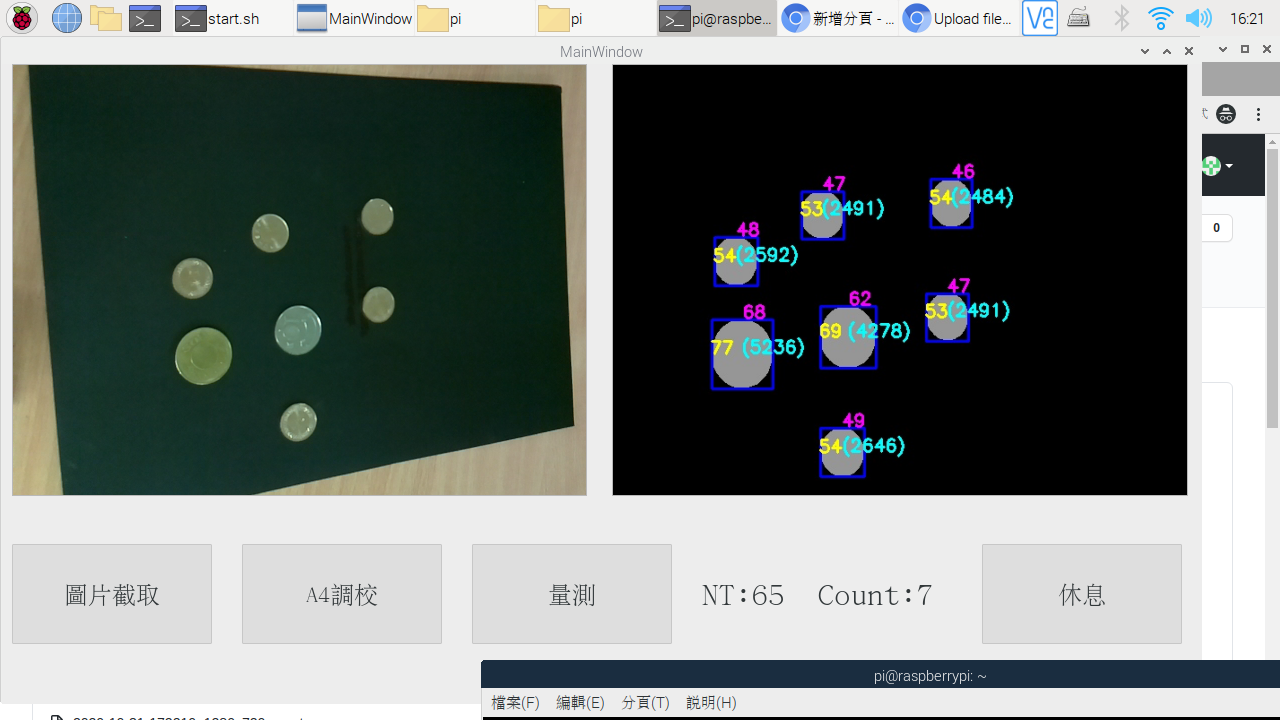 start.sh MainWindow pi pi pi@raspbe... 新增分頁 - ... Upload file... V2 16:21
MainWindow
47 46
53(2491) 54(2484)
48
54(2592)
68 62 47
77 (5236) 69 (4278) 53(2491)
49
54(2646)
0
圖片截取 A4調校 量測 NT:65 Count:7 休息
pi@raspberrypi: ~
檔案(F) 編輯(E) 分頁(T) 說明(H)